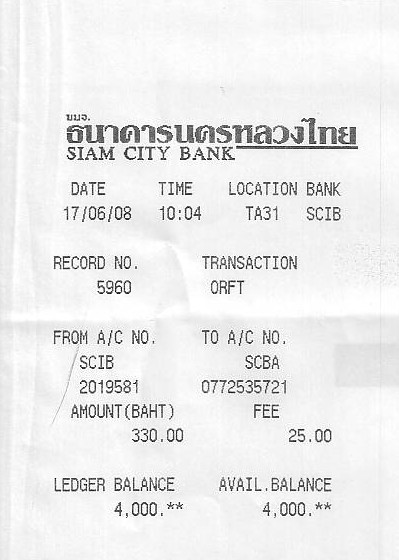 บมจ.
ธนาคารนครหลวงไทย
SIAM CITY BANK
DATE TIME LOCATION BANK
17/06/08 10:04 TA31 SCIB
RECORD NO. TRANSACTION
5960 ORFT
FROM A/C NO. TO A/C NO.
SCIB SCBA
2019581 0772535721
AMOUNT(BAHT) FEE
330.00 25.00
LEDGER BALANCE AVAIL.BALANCE
4,000.** 4,000.**